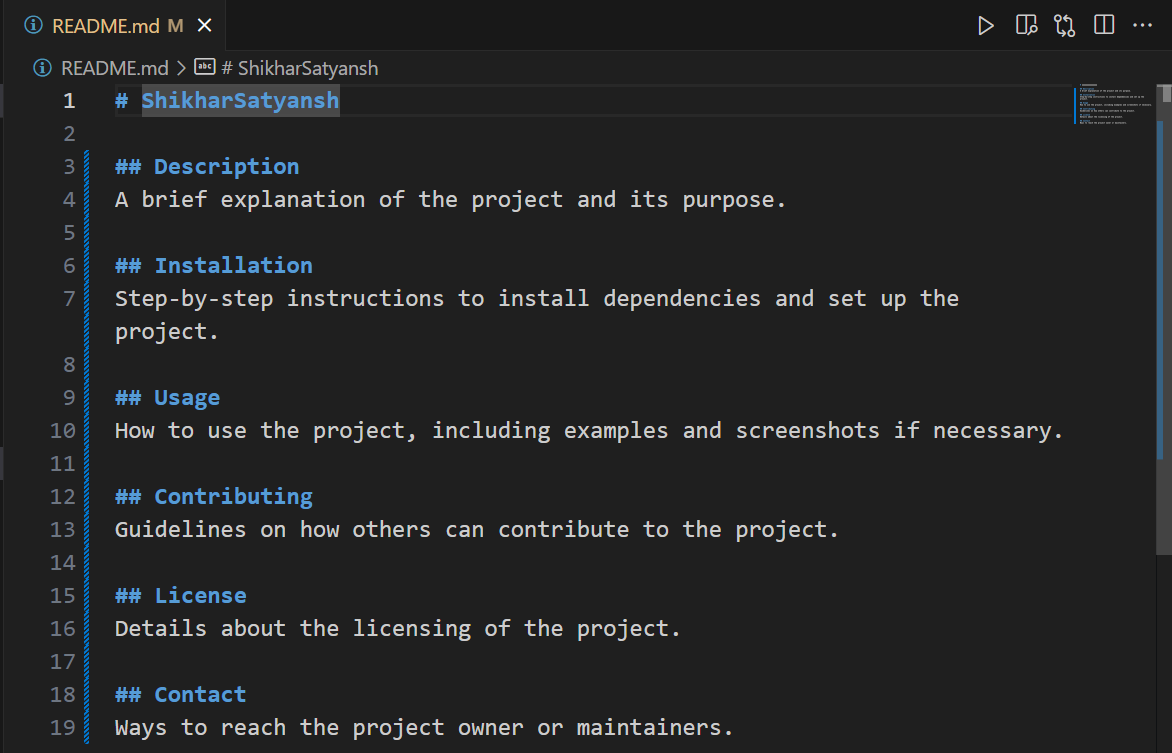 README.md M
README.md > abc # ShikharSatyansh
1 # ShikharSatyansh
2
3 ## Description
4 A brief explanation of the project and its purpose.
5
6 ## Installation
7 Step-by-step instructions to install dependencies and set up the
project.
8
9 ## Usage
10 How to use the project, including examples and screenshots if necessary.
11
12 ## Contributing
13 Guidelines on how others can contribute to the project.
14
15 ## License
16 Details about the licensing of the project.
17
18 ## Contact
19 Ways to reach the project owner or maintainers.